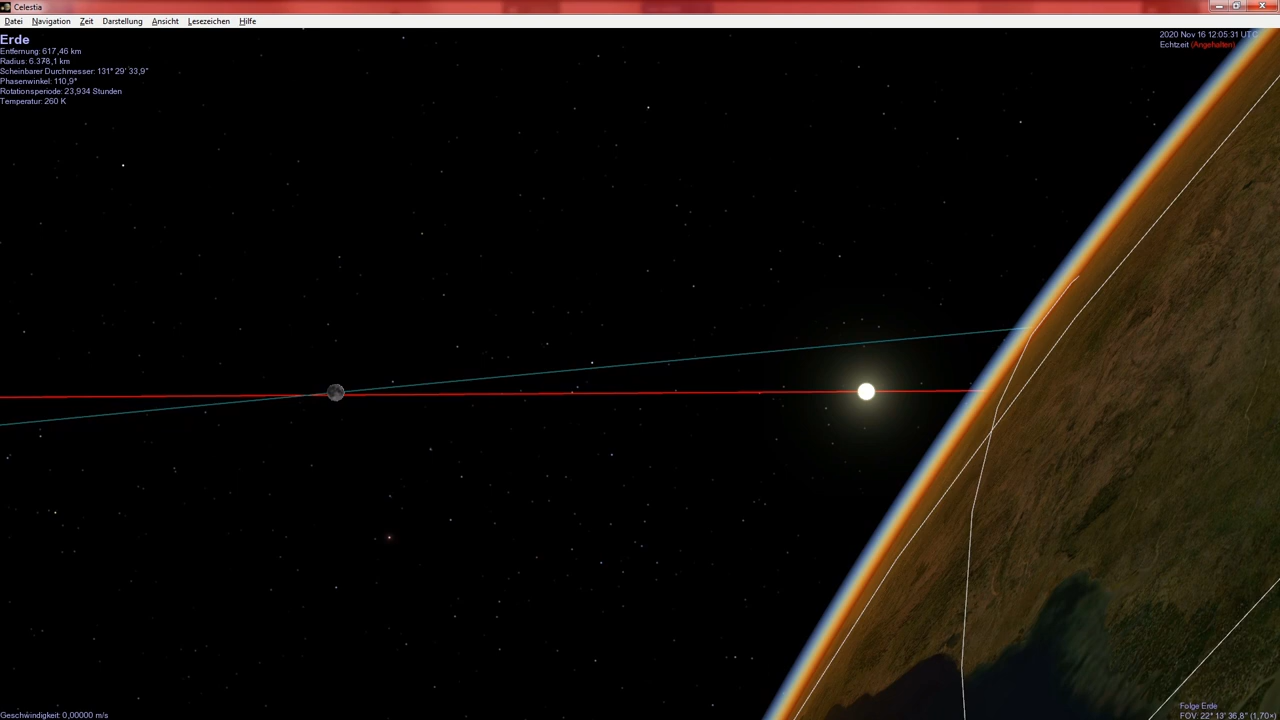 Celestia
Datei Navigation Zeit Darstellung Ansicht Lesezeichen Hilfe
Erde
Entfernung: 617,46 km
Radius: 6.378,1 km
Scheinbarer Durchmesser: 131° 29' 33,9"
Phasenwinkel: 110,9°
Rotationsperiode: 23,934 Stunden
Temperatur: 260 K
2020 Nov 16 12:05:31 UTC
Echtzeit (Angehalten)
Geschwindigkeit: 0,00000 m/s
Folge Erde
FOV: 22° 13' 36,8" (1,70×)